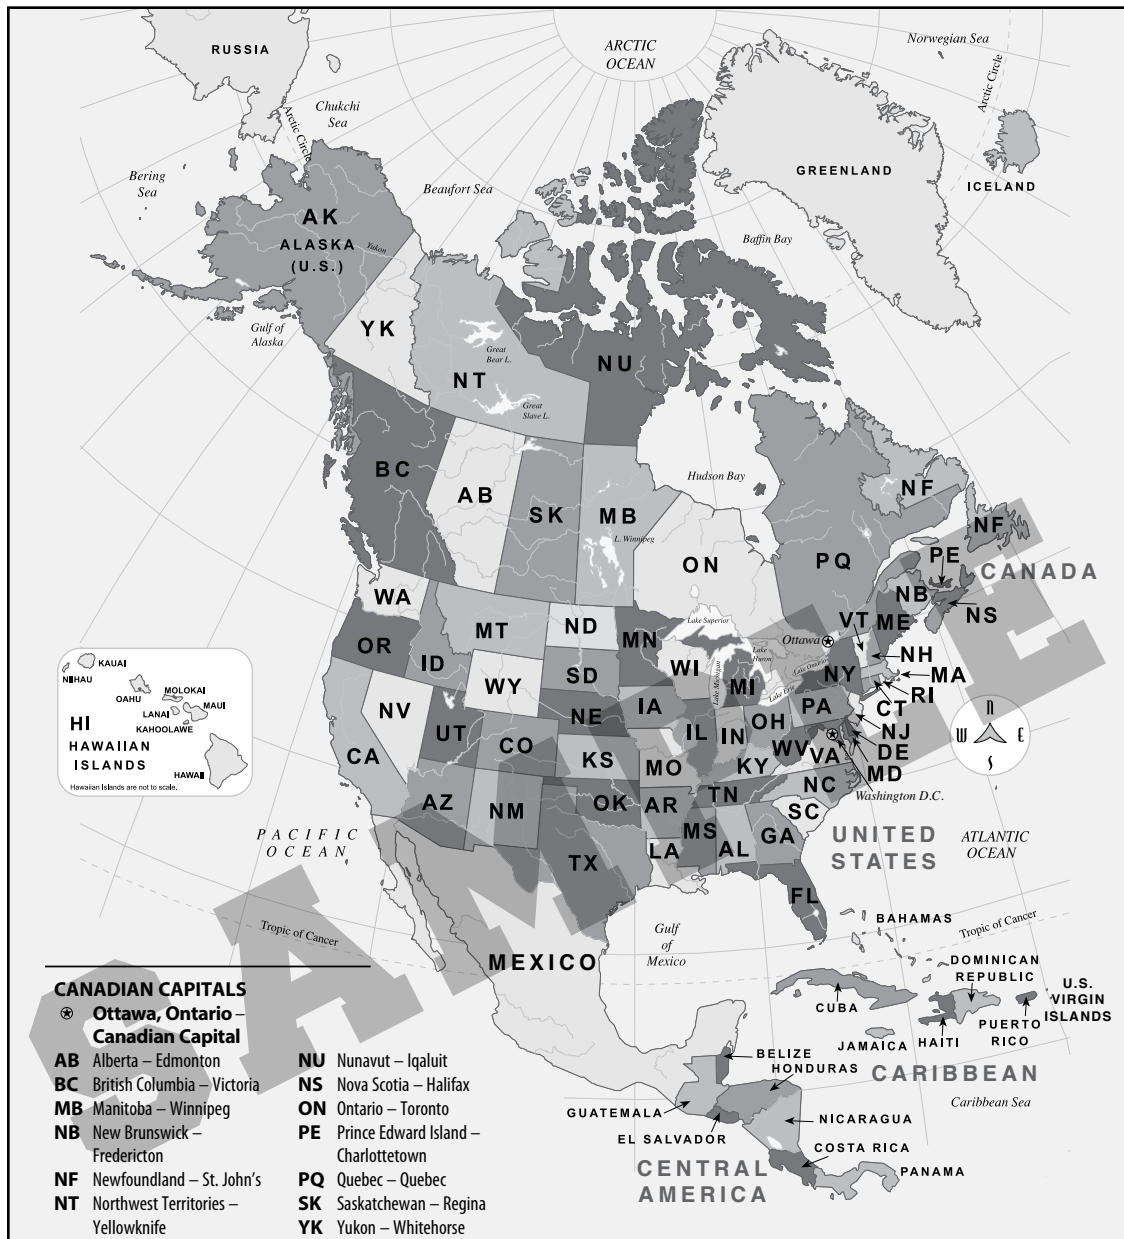 RUSSIA
ARCTIC
OCEAN
Norwegian Sea
Arctic Circle
Chukchi
Sea
Arctic Circle
Bering
Sea
Beaufort Sea
GREENLAND
ICELAND
AK
ALASKA
(U.S.)
Yukon
Baffin Bay
Gulf of
Alaska
YK
Great
Bear L.
NT
Great
Slave L.
NU
BC
AB
SK
MB
L. Winnipeg
Hudson Bay
ON
PQ
NF
NF
PE
CANADA
NB
NS
WA
OR
ID
MT
ND
MN
SD
WY
WI
Lake Superior
Lake
Huron
Lake Michigan
MI
Lake Ontario
Lake Erie
Ottawa
VT
ME
NH
MA
RI
CT
NY
PA
NJ
DE
MD
Washington D.C.
NV
UT
CA
CO
NE
IA
KS
IL
IN
OH
WV
VA
KY
MO
NC
TN
SC
AZ
NM
OK
AR
MS
AL
GA
LA
TX
FL
N
W
E
S
KAUAI
NIHAU
OAHU
MOLOKAI
LANAI
MAUI
KAHOOLAWE
HI
HAWAIIAN
ISLANDS
HAWAII
Hawaiian Islands are not to scale.
PACIFIC
OCEAN
UNITED
STATES
ATLANTIC
OCEAN
Tropic of Cancer
Gulf
of
Mexico
MEXICO
BAHAMAS
Tropic of Cancer
DOMINICAN
REPUBLIC
U.S.
VIRGIN
ISLANDS
CUBA
JAMAICA
HAITI
PUERTO
RICO
BELIZE
HONDURAS
CARIBBEAN
Caribbean Sea
GUATEMALA
NICARAGUA
EL SALVADOR
COSTA RICA
PANAMA
CENTRAL
AMERICA
SAMPLE
CANADIAN CAPITALS
Ottawa, Ontario –
Canadian Capital
AB Alberta – Edmonton
BC British Columbia – Victoria
MB Manitoba – Winnipeg
NB New Brunswick –
Fredericton
NF Newfoundland – St. John's
NT Northwest Territories –
Yellowknife
NU Nunavut – Iqaluit
NS Nova Scotia – Halifax
ON Ontario – Toronto
PE Prince Edward Island –
Charlottetown
PQ Quebec – Quebec
SK Saskatchewan – Regina
YK Yukon – Whitehorse